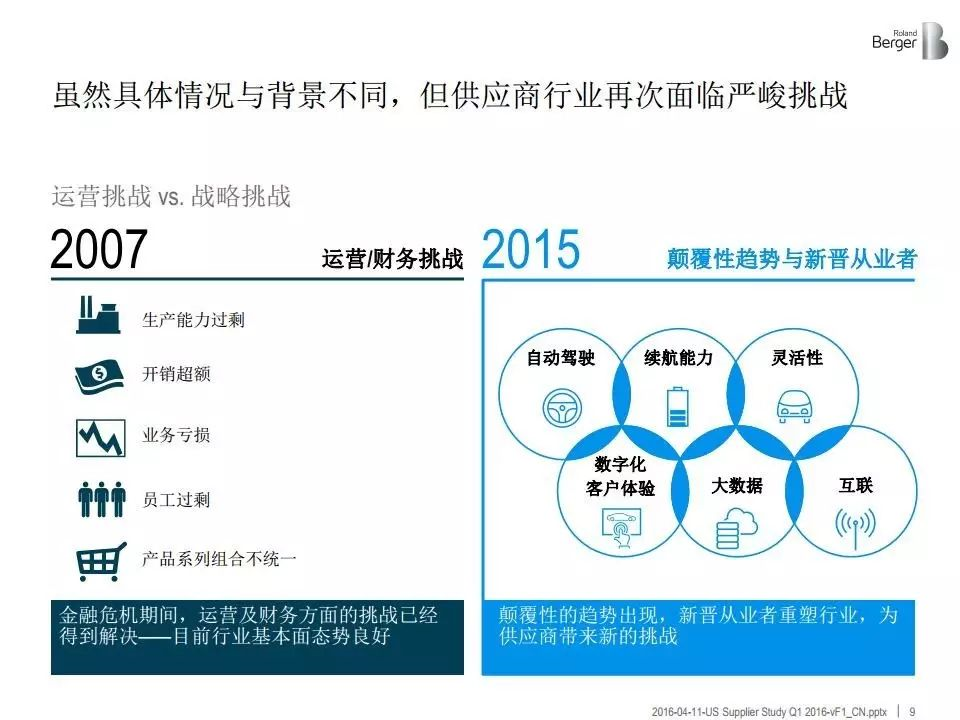 Roland
Berger
虽然具体情况与背景不同，但供应商行业再次面临严峻挑战
运营挑战 vs. 战略挑战
2007
运营/财务挑战
生产能力过剩
开销超额
业务亏损
员工过剩
产品系列组合不统一
金融危机期间，运营及财务方面的挑战已经
得到解决——目前行业基本面态势良好
2015
颠覆性趋势与新晋从业者
自动驾驶
续航能力
灵活性
数字化
客户体验
大数据
互联
颠覆性的趋势出现，新晋从业者重塑行业，为
供应商带来新的挑战
2016-04-11-US Supplier Study Q1 2016-vF1_CN.pptx | 9